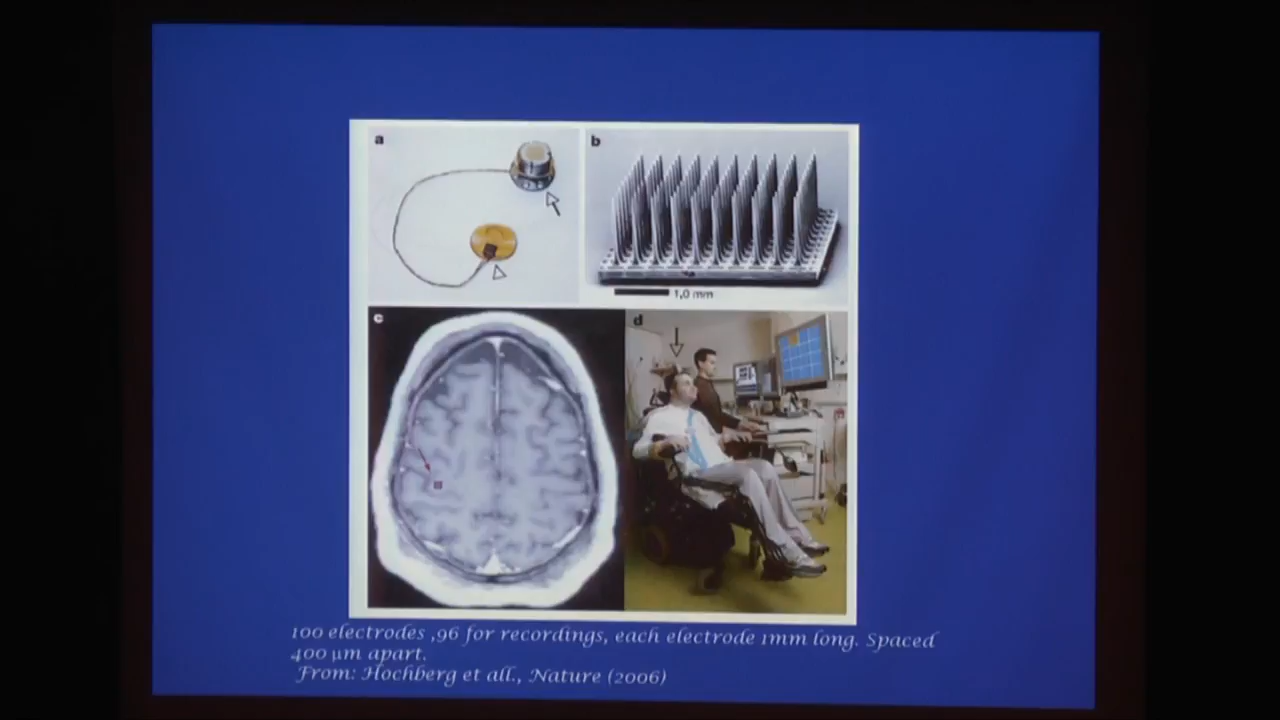 a
b
1,0 mm
c
d
100 electrodes ,96 for recordings, each electrode 1mm long. Spaced
400 µm apart.
From: Hochberg et all., Nature (2006)